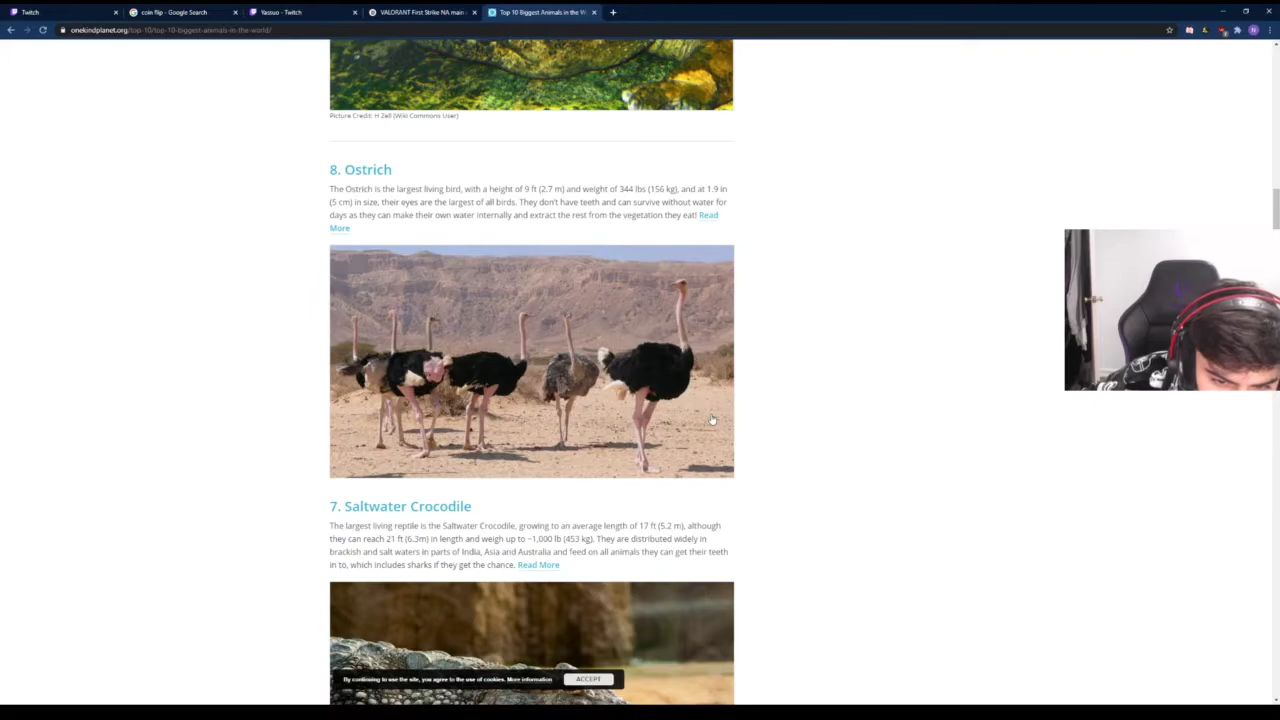 Twitch
coin flip - Google Search
Yassuo - Twitch
VALORANT First Strike NA main
Top 10 Biggest Animals in the W
onekindplanet.org/top-10/top-10-biggest-animals-in-the-world/
Picture Credit: H Zell (Wiki Commons User)
8. Ostrich
The Ostrich is the largest living bird, with a height of 9 ft (2.7 m) and weight of 344 lbs (156 kg), and at 1.9 in
(5 cm) in size, their eyes are the largest of all birds. They don't have teeth and can survive without water for
days as they can make their own water internally and extract the rest from the vegetation they eat! Read
More
7. Saltwater Crocodile
The largest living reptile is the Saltwater Crocodile, growing to an average length of 17 ft (5.2 m), although
they can reach 21 ft (6.3m) in length and weigh up to ~1,000 lb (453 kg). They are distributed widely in
brackish and salt waters in parts of India, Asia and Australia and feed on all animals they can get their teeth
in to, which includes sharks if they get the chance. Read More
By continuing to use the site, you agree to the use of cookies. More information
ACCEPT